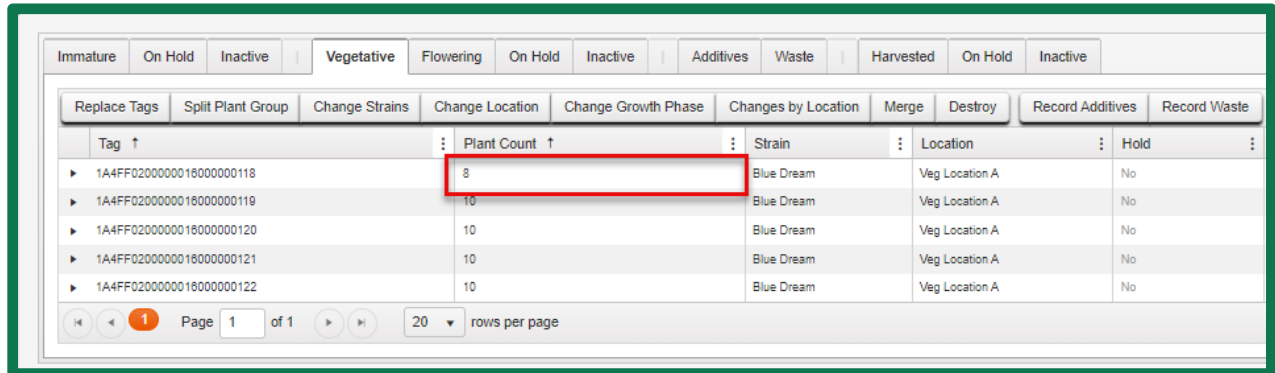 Immature On Hold Inactive | Vegetative Flowering On Hold Inactive | Additives Waste | Harvested On Hold Inactive
Replace Tags Split Plant Group Change Strains Change Location Change Growth Phase Changes by Location Merge Destroy Record Additives Record Waste
Tag ↑ Plant Count ↑ Strain Location Hold
1A4FF0200000016000000118 8 Blue Dream Veg Location A No
1A4FF0200000016000000119 10 Blue Dream Veg Location A No
1A4FF0200000016000000120 10 Blue Dream Veg Location A No
1A4FF0200000016000000121 10 Blue Dream Veg Location A No
1A4FF0200000016000000122 10 Blue Dream Veg Location A No
1 Page 1 of 1 20 rows per page